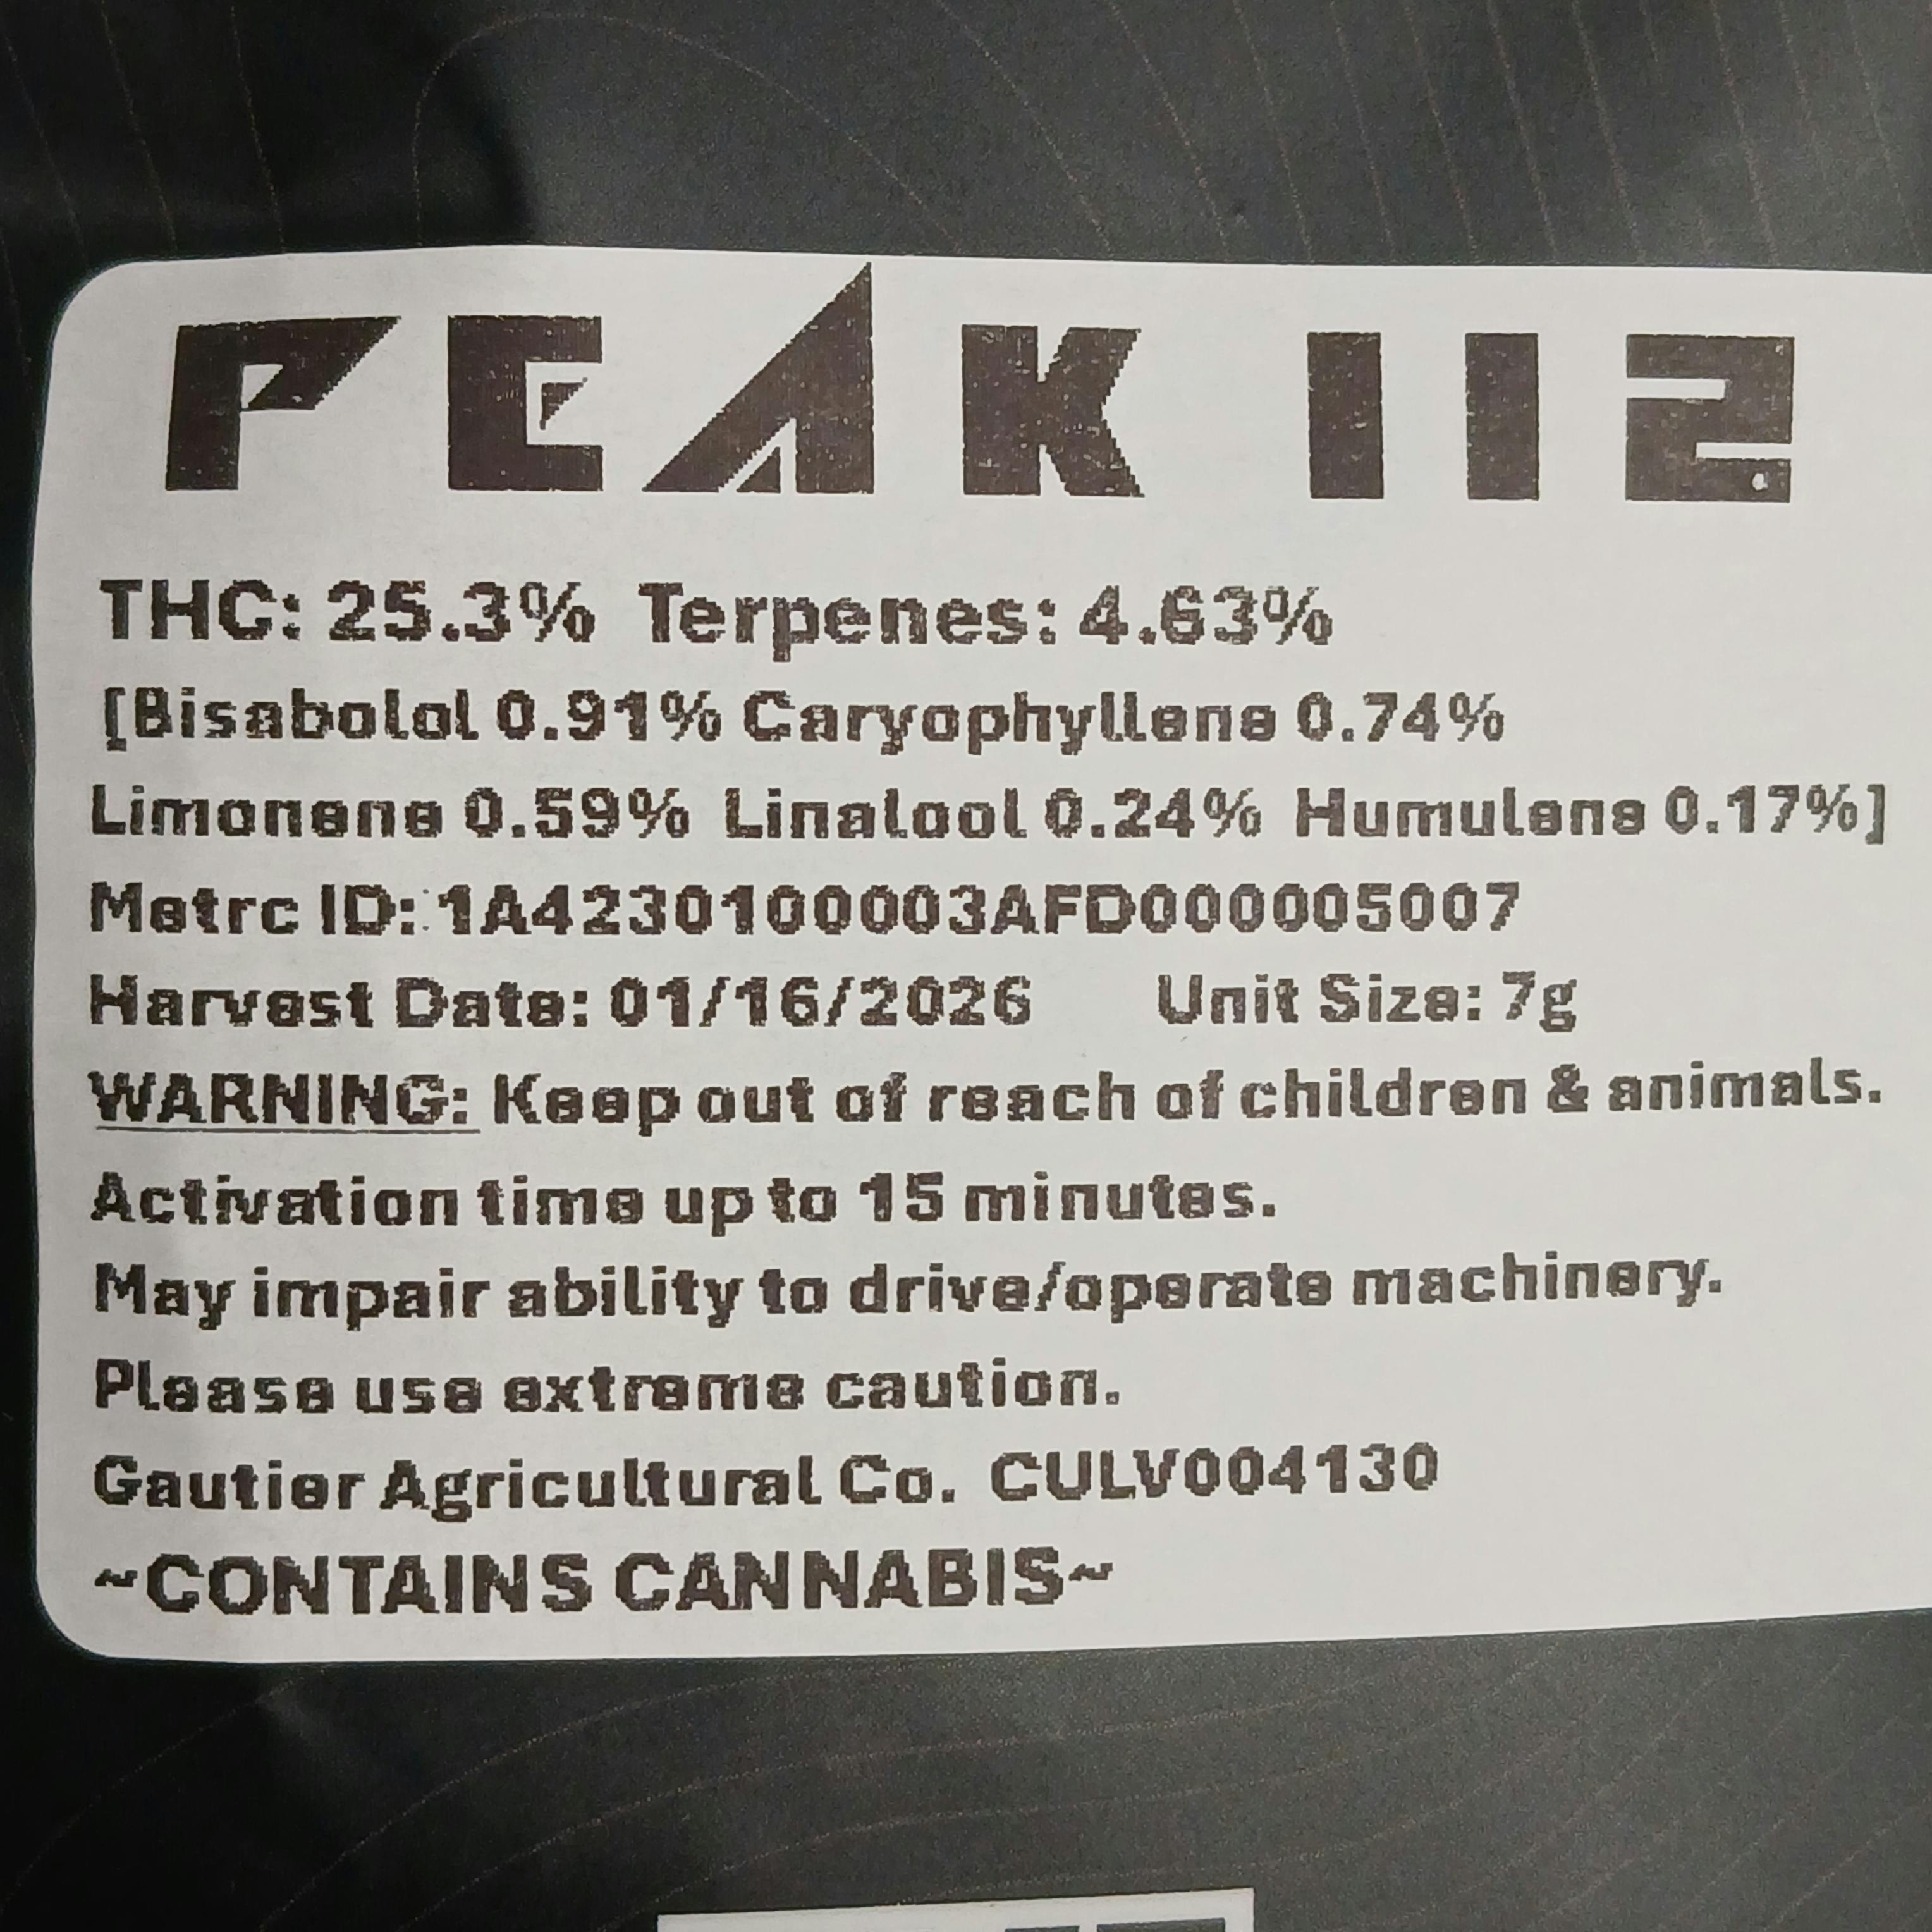 PEAK 112
THC: 25.3% Terpenes: 4.63%
[Bisabolol 0.91% Caryophyllene 0.74%
Limonene 0.59% Linalool 0.24% Humulene 0.17%]
Metrc ID: 1A4230100003AFD000005007
Harvest Date: 01/16/2026 Unit Size: 7g
WARNING: Keep out of reach of children & animals.
Activation time up to 15 minutes.
May impair ability to drive/operate machinery.
Please use extreme caution.
Gautier Agricultural Co. CULV004130
~CONTAINS CANNABIS~